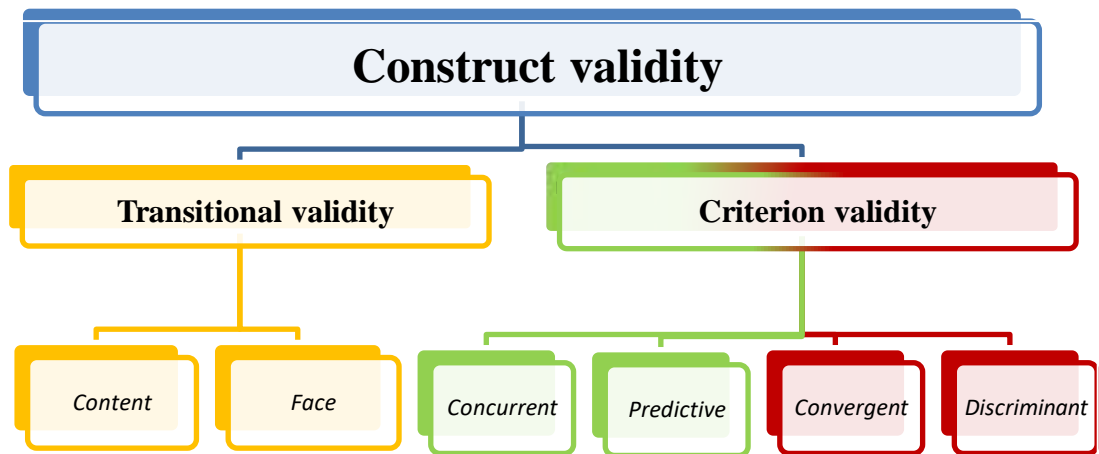 Construct validity
Transitional validity
Criterion validity
Content
Face
Concurrent
Predictive
Convergent
Discriminant